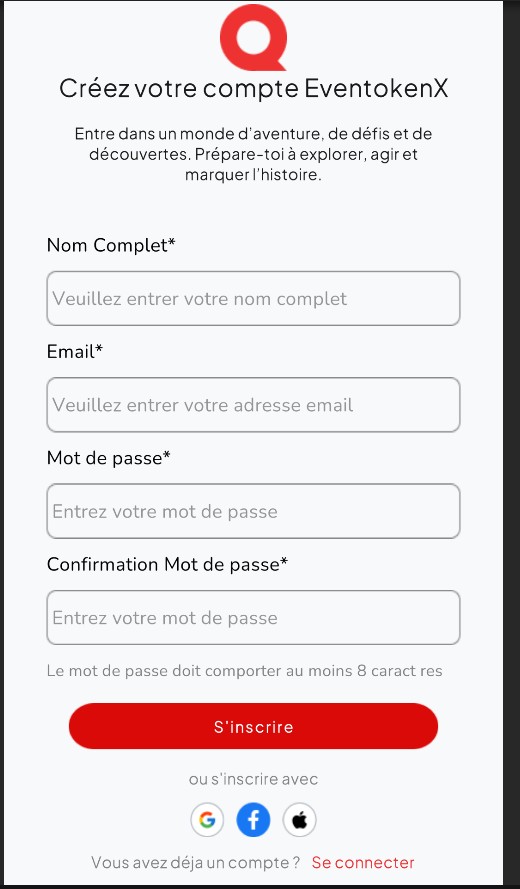 Créez votre compte EventokenX
Entre dans un monde d'aventure, de défis et de
découvertes. Prépare-toi à explorer, agir et
marquer l'histoire.
Nom Complet*
Veuillez entrer votre nom complet
Email*
Veuillez entrer votre adresse email
Mot de passe*
Entrez votre mot de passe
Confirmation Mot de passe*
Entrez votre mot de passe
Le mot de passe doit comporter au moins 8 caract res
S'inscrire
ou s'inscrire avec
Vous avez déja un compte ? Se connecter